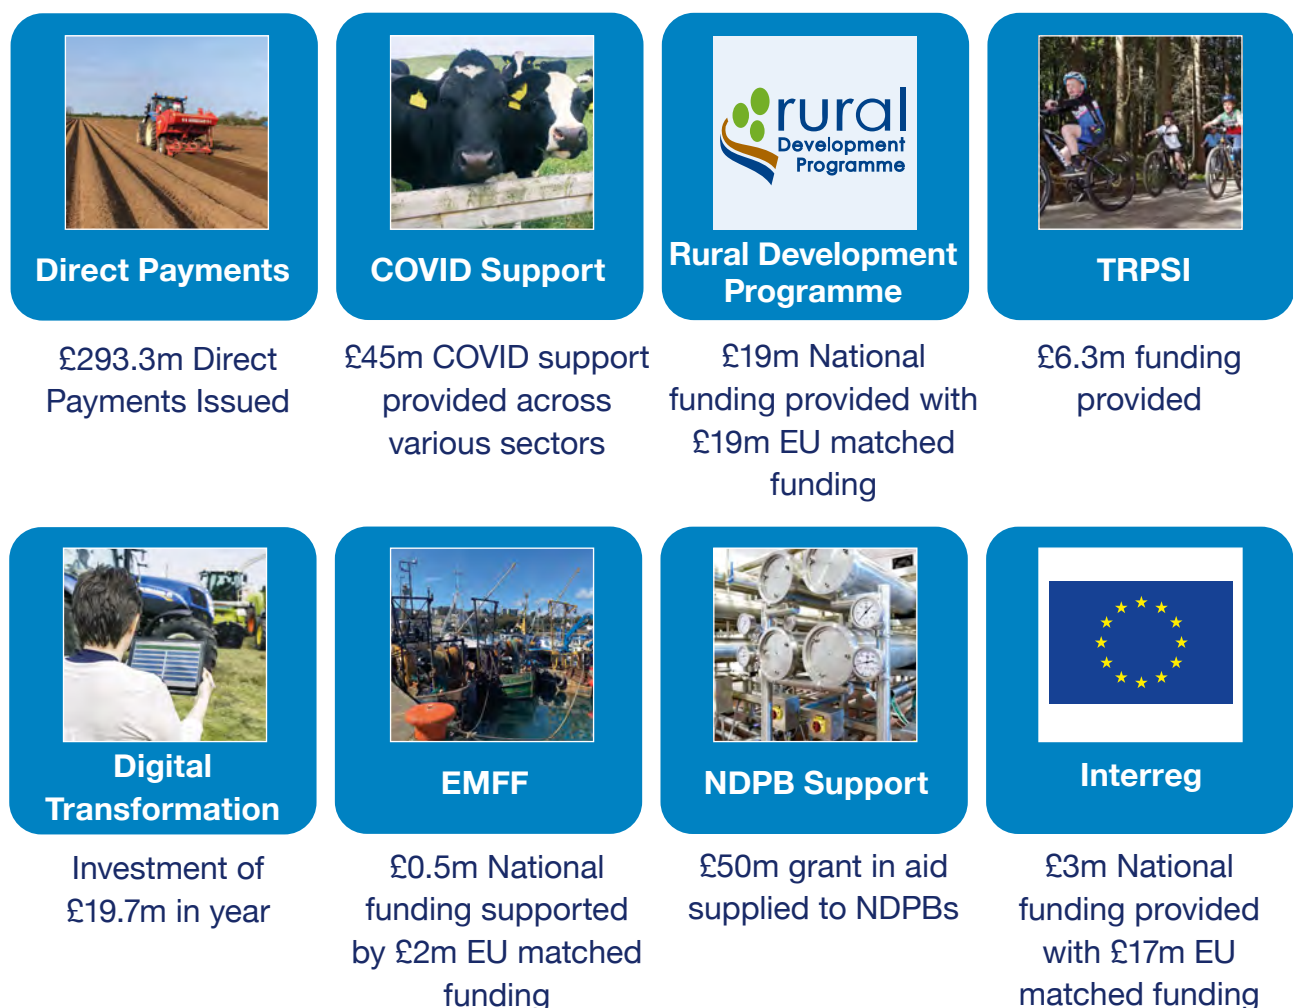 rural
Development
Programme
Direct Payments
COVID Support
Rural Development
Programme
TRPSI
£293.3m Direct
Payments Issued
£45m COVID support
provided across
various sectors
£19m National
funding provided with
£19m EU matched
funding
£6.3m funding
provided
Digital
Transformation
EMFF
NDPB Support
Interreg
Investment of
£19.7m in year
£0.5m National
funding supported
by £2m EU matched
funding
£50m grant in aid
supplied to NDPBs
£3m National
funding provided
with £17m EU
matched funding